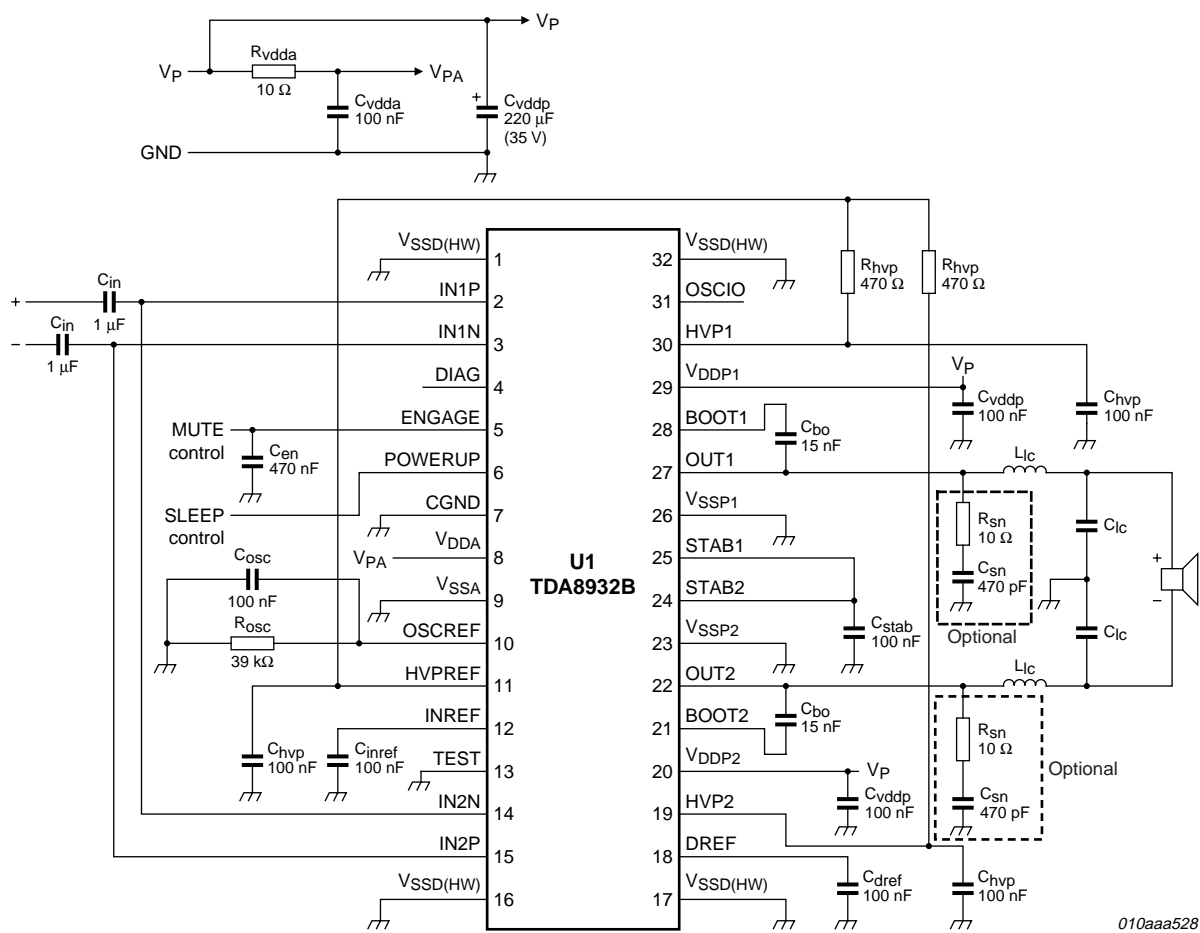 VP
Rvdda
VP
VPA
10 Ω
Cvdda
100 nF
+
Cvddp
220 μF
(35 V)
GND
VSSD(HW)
1
Cin
1 μF
+
IN1P
2
Cin
1 μF
−
IN1N
3
DIAG
4
MUTE
control
ENGAGE
5
Cen
470 nF
POWERUP
6
SLEEP
control
CGND
7
VPA
VDDA
8
Cosc
100 nF
VSSA
9
Rosc
39 kΩ
OSCREF
10
HVPREF
11
Chvp
100 nF
Cinref
100 nF
INREF
12
TEST
13
IN2N
14
IN2P
15
VSSD(HW)
16
U1
TDA8932B
32
VSSD(HW)
31
OSCIO
30
HVP1
Rhvp
470 Ω
Rhvp
470 Ω
29
VDDP1
VP
Cvddp
100 nF
Chvp
100 nF
28
BOOT1
Cbo
15 nF
27
OUT1
Llc
26
VSSP1
Rsn
10 Ω
Csn
470 pF
Optional
Clc
+
−
25
STAB1
24
STAB2
Cstab
100 nF
23
VSSP2
Clc
22
OUT2
Llc
21
BOOT2
Cbo
15 nF
Rsn
10 Ω
Csn
470 pF
Optional
20
VDDP2
VP
Cvddp
100 nF
19
HVP2
18
DREF
Cdref
100 nF
Chvp
100 nF
17
VSSD(HW)
010aaa528